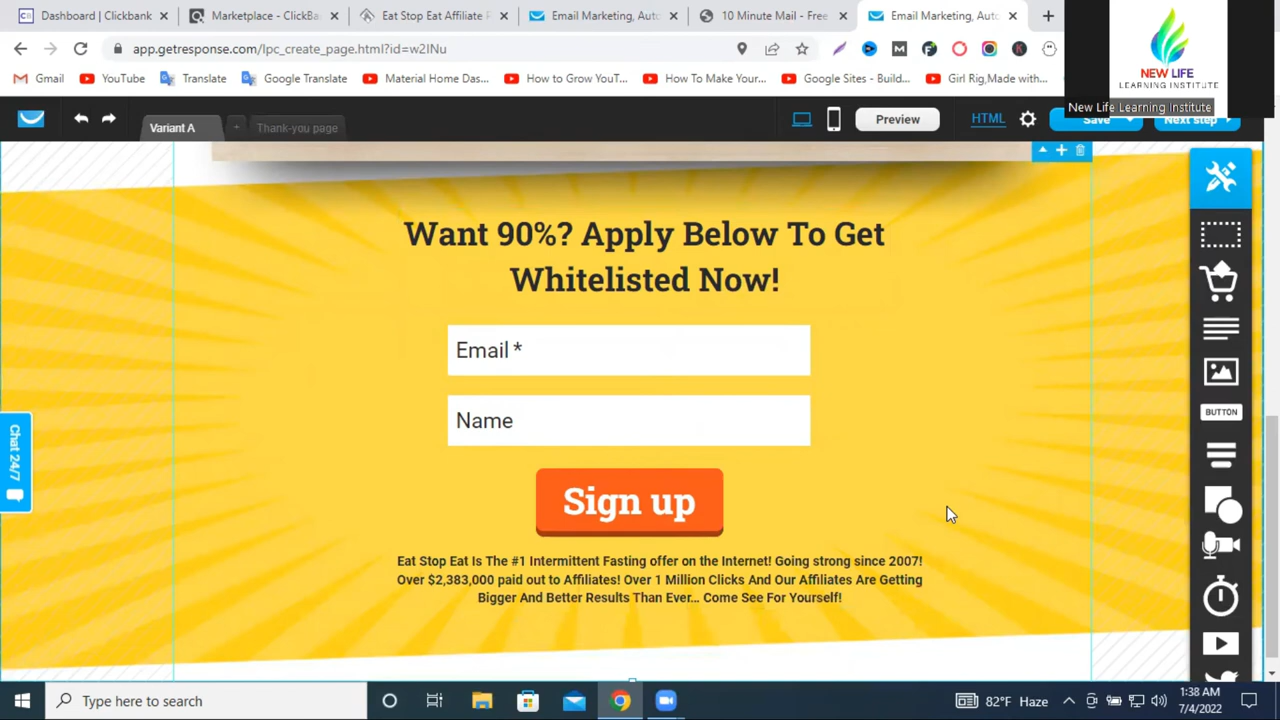 Dashboard | Clickbank
Marketplace - ClickBa
Eat Stop Eat Affiliate
Email Marketing, Auto
10 Minute Mail - Free
Email Marketing, Auto
app.getresponse.com/lpc_create_page.html?id=w2lNu
Gmail
YouTube
Translate
Google Translate
Material Home Das...
How to Grow YouT...
How To Make Your...
Google Sites - Build...
Girl Rig,Made with...
NEW LIFE
LEARNING INSTITUTE
New Life Learning Institute
Variant A
Thank-you page
Preview
HTML
Save
Next step
Want 90%? Apply Below To Get
Whitelisted Now!
Email *
Name
Sign up
Eat Stop Eat Is The #1 Intermittent Fasting offer on the Internet! Going strong since 2007!
Over $2,383,000 paid out to Affiliates! Over 1 Million Clicks And Our Affiliates Are Getting
Bigger And Better Results Than Ever... Come See For Yourself!
BUTTON
Chat 24/7
Type here to search
82°F Haze
1:38 AM
7/4/2022